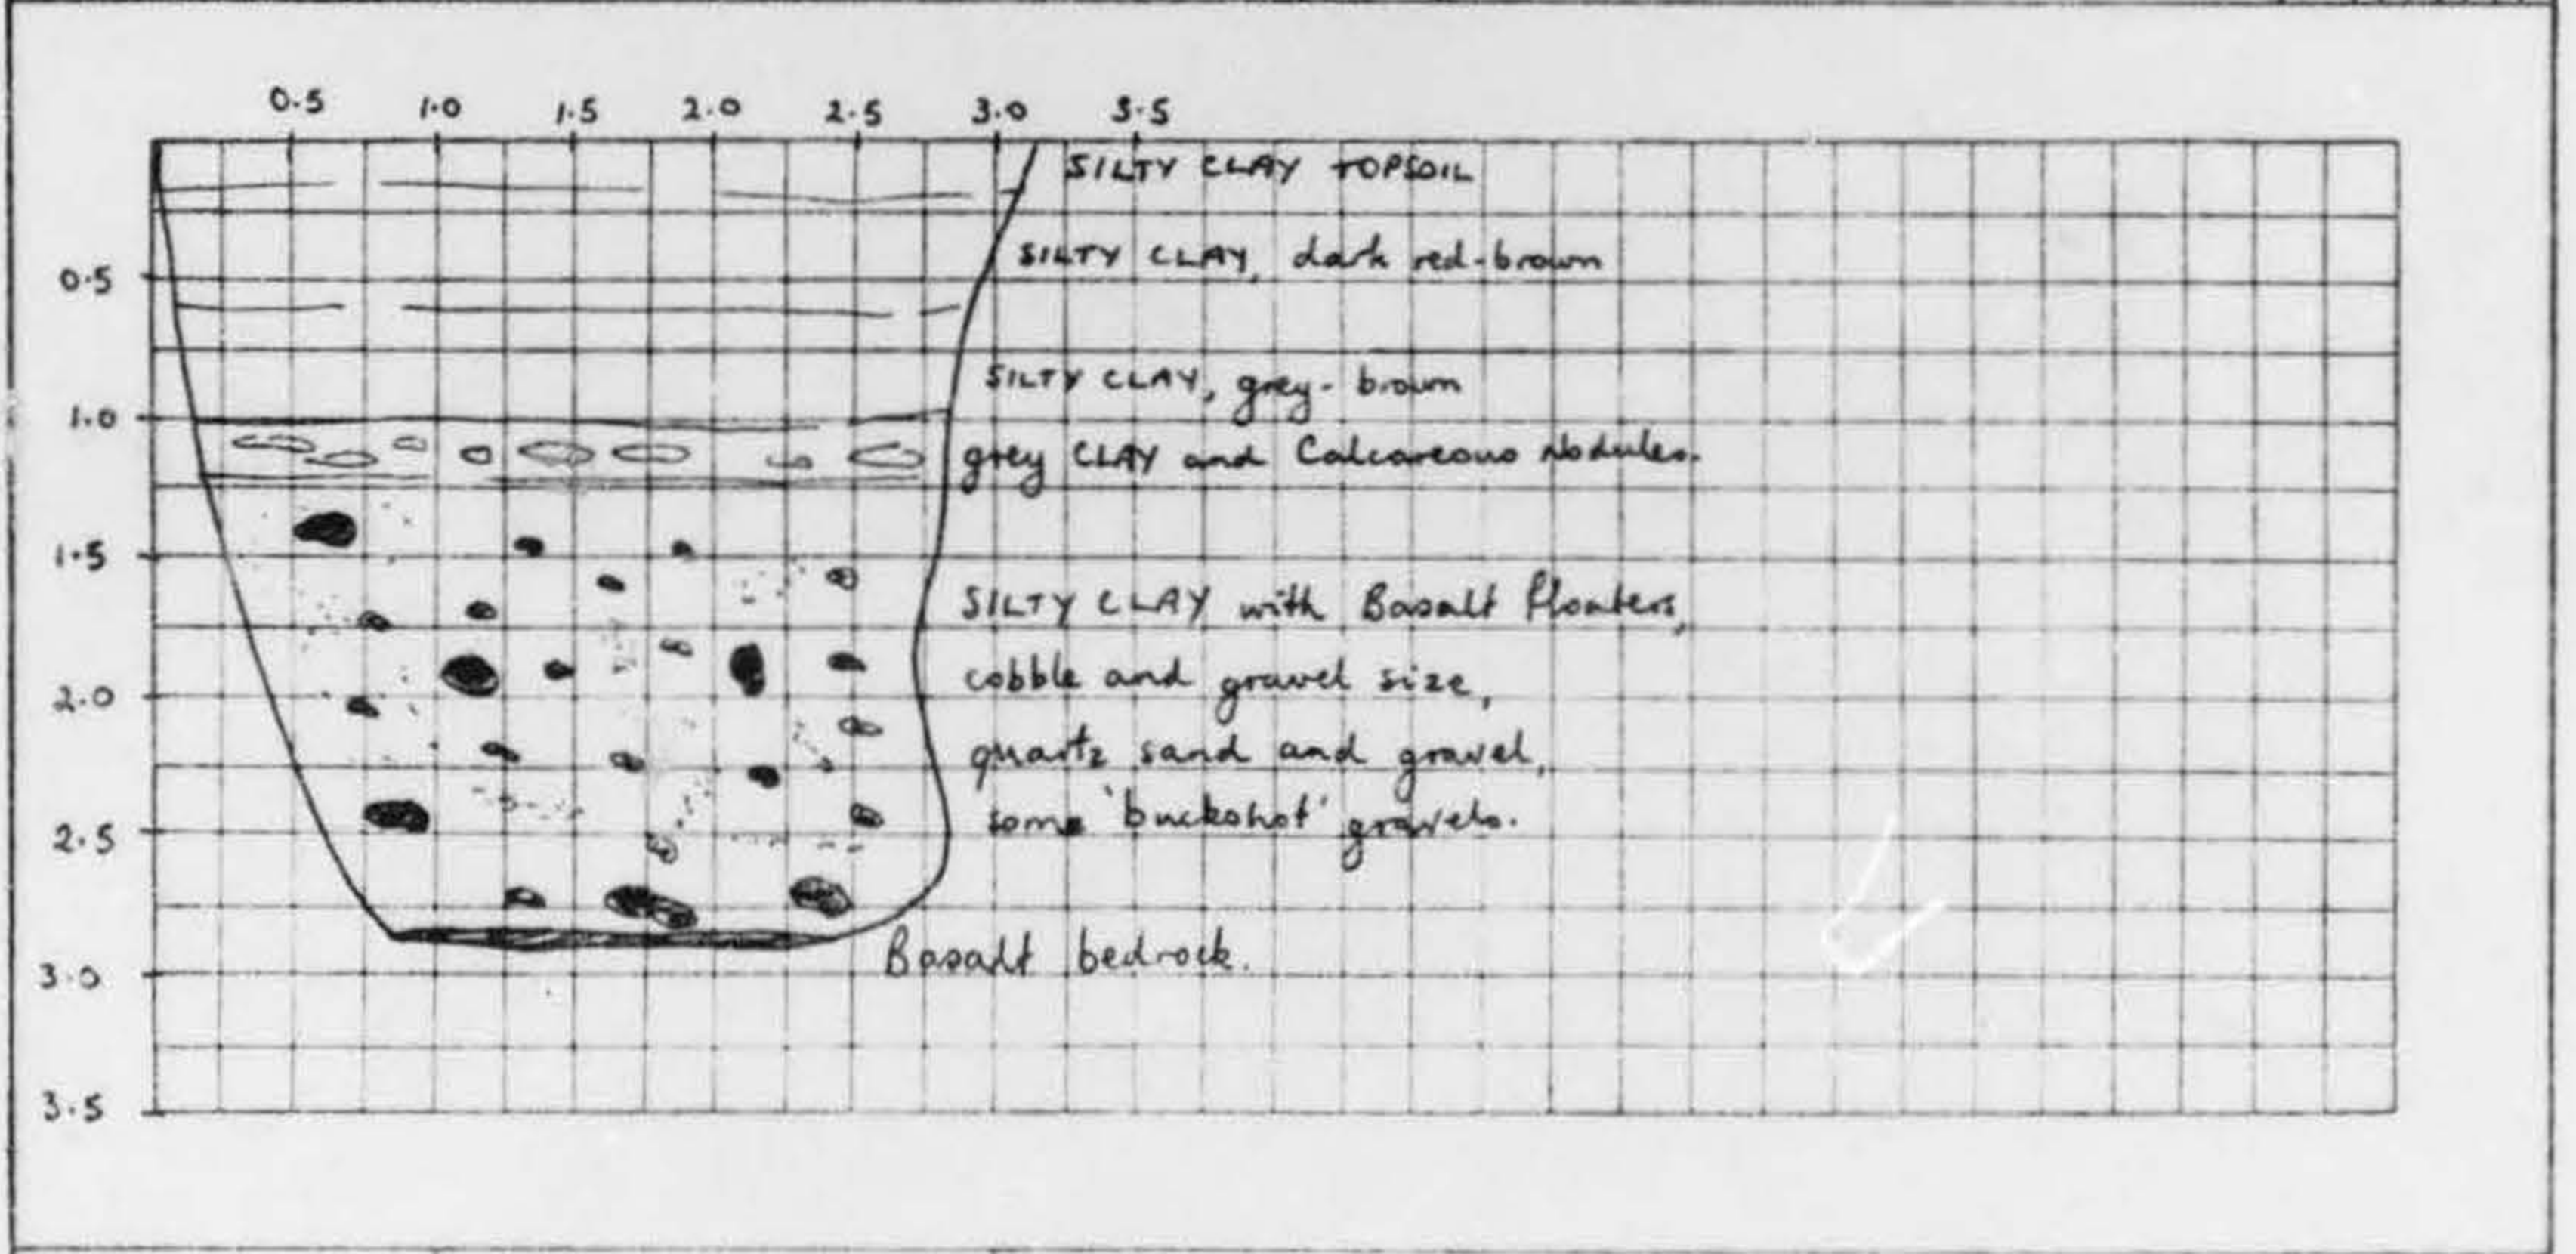 0.5 1.0 1.5 2.0 2.5 3.0 3.5
SILTY CLAY TOPSOIL
SILTY CLAY, dark red-brown
0.5
SILTY CLAY, grey-brown
1.0
grey CLAY and Calcareous Nodules.
1.5
SILTY CLAY with Basalt floaters,
cobble and gravel size,
2.0
quartz sand and gravel,
some 'buckshot' gravels.
2.5
Basalt bedrock.
3.0
3.5